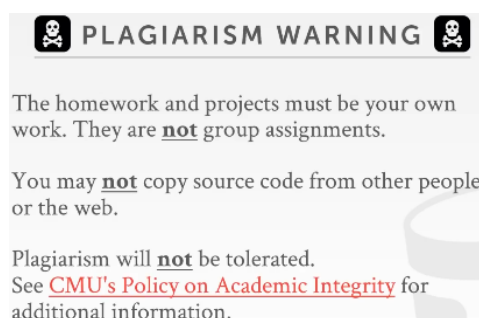 PLAGIARISM WARNING
The homework and projects must be your own
work. They are not group assignments.
You may not copy source code from other people
or the web.
Plagiarism will not be tolerated.
See CMU's Policy on Academic Integrity for
additional information.